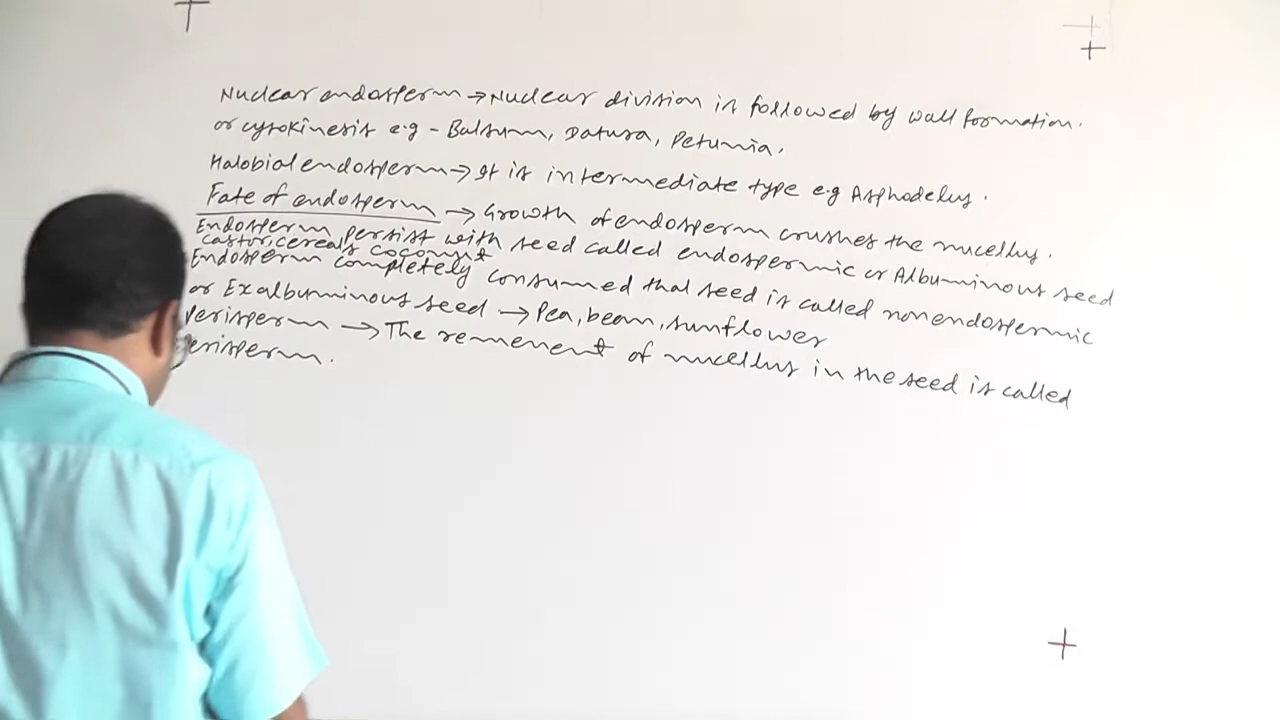 Nuclear endosperm → Nuclear division is followed by wall formation.
or cytokinesis e.g - Balsum, Datura, Petunia.
Halobial endosperm → It is intermediate type e.g Asphodelus.
Fate of endosperm → Growth of endosperm crushes the nucellus.
Endosperm persist with seed called endospermic or Albuminous seed
castor, cereals coconut
Endosperm completely consumed that seed is called nonendospermic
or Exalbuminous seed → Pea, bean, sunflower
Perisperm → The remenent of nucellus in the seed is called
perisperm.